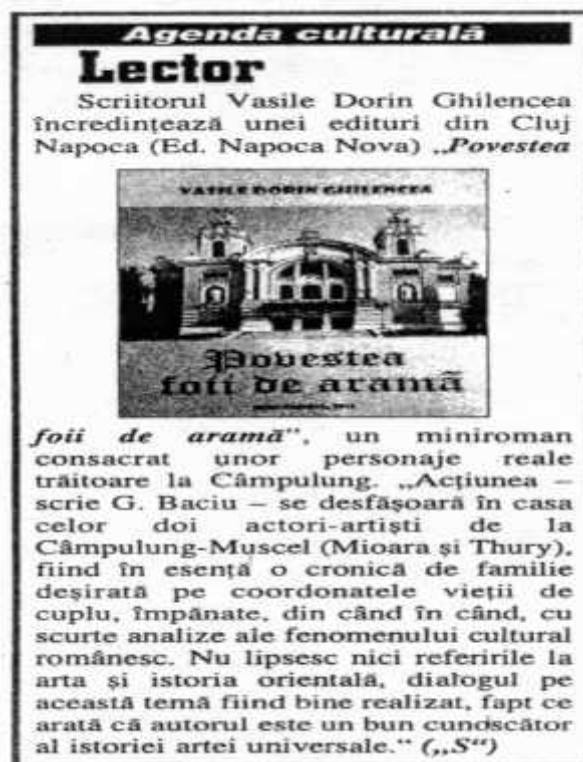 Agenda culturală
Lector
Scriitorul Vasile Dorin Ghilencea
încredințează unei edituri din Cluj
Napoca (Ed. Napoca Nova) „Povestea
VASILE DORIN GHILENCEA
Povestea
foii de aramă
foii de aramă“, un miniroman
consacrat unor personaje reale
trăitoare la Câmpulung. „Acțiunea –
scrie G. Baciu – se desfășoară în casa
celor doi actori-artiști de la
Câmpulung-Muscel (Mioara și Thury),
fiind în esență o cronică de familie
deșirată pe coordonatele vieții de
cuplu, împănate, din când în când, cu
scurte analize ale fenomenului cultural
românesc. Nu lipsesc nici referirile la
arta și istoria orientală, dialogul pe
această temă fiind bine realizat, fapt ce
arată că autorul este un bun cunoscător
al istoriei artei universale.“ („S“)